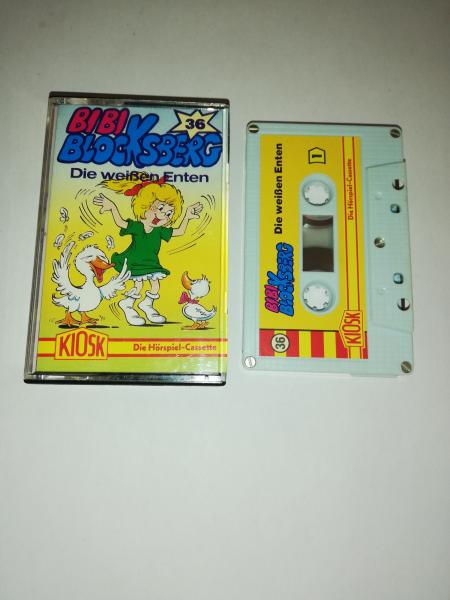 BIBI
36
BLOCKSBERG
Die weißen Enten
KIOSK
Die Hörspiel-Cassette
36
BIBI
BLOCKSBERG
Die weißen Enten
1
KIOSK
Die Hörspiel-Cassette